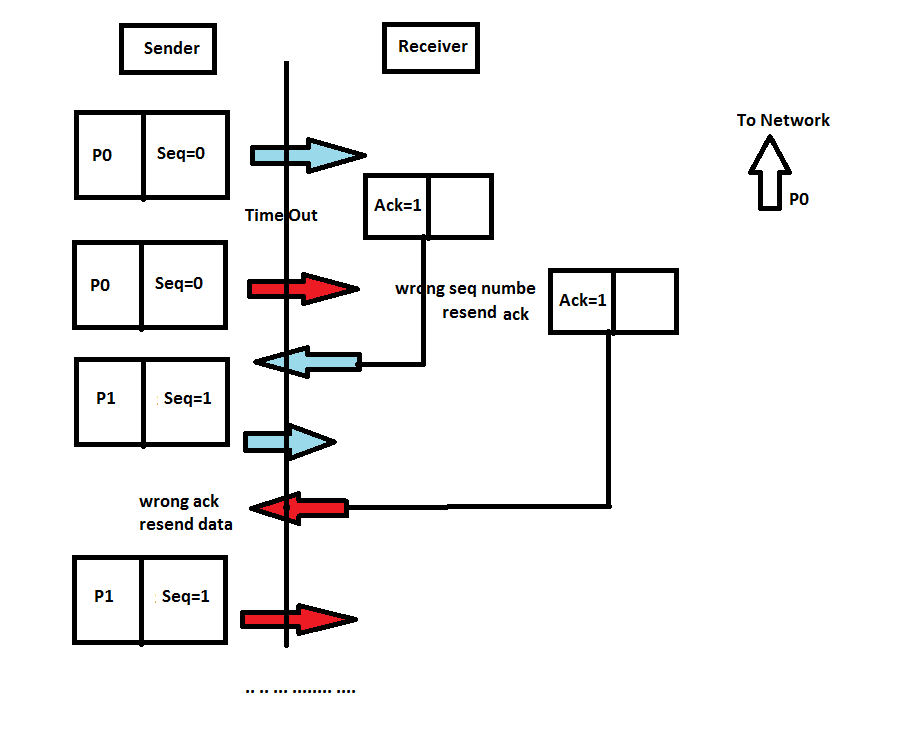 Sender
Receiver
To Network
P0
P0
Seq=0
Time Out
Ack=1
P0
Seq=0
wrong seq numbe
resend ack
Ack=1
P1
Seq=1
wrong ack
resend data
P1
Seq=1
.. .. ... ........ ....